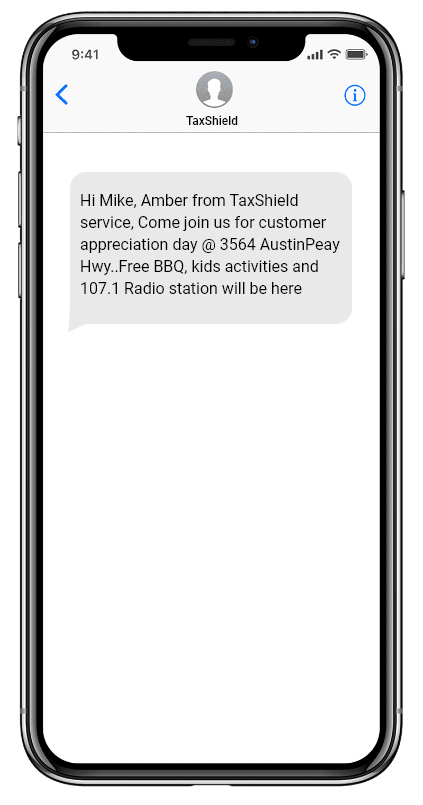 9:41
TaxShield
Hi Mike, Amber from TaxShield
service, Come join us for customer
appreciation day @ 3564 AustinPeay
Hwy..Free BBQ, kids activities and
107.1 Radio station will be here